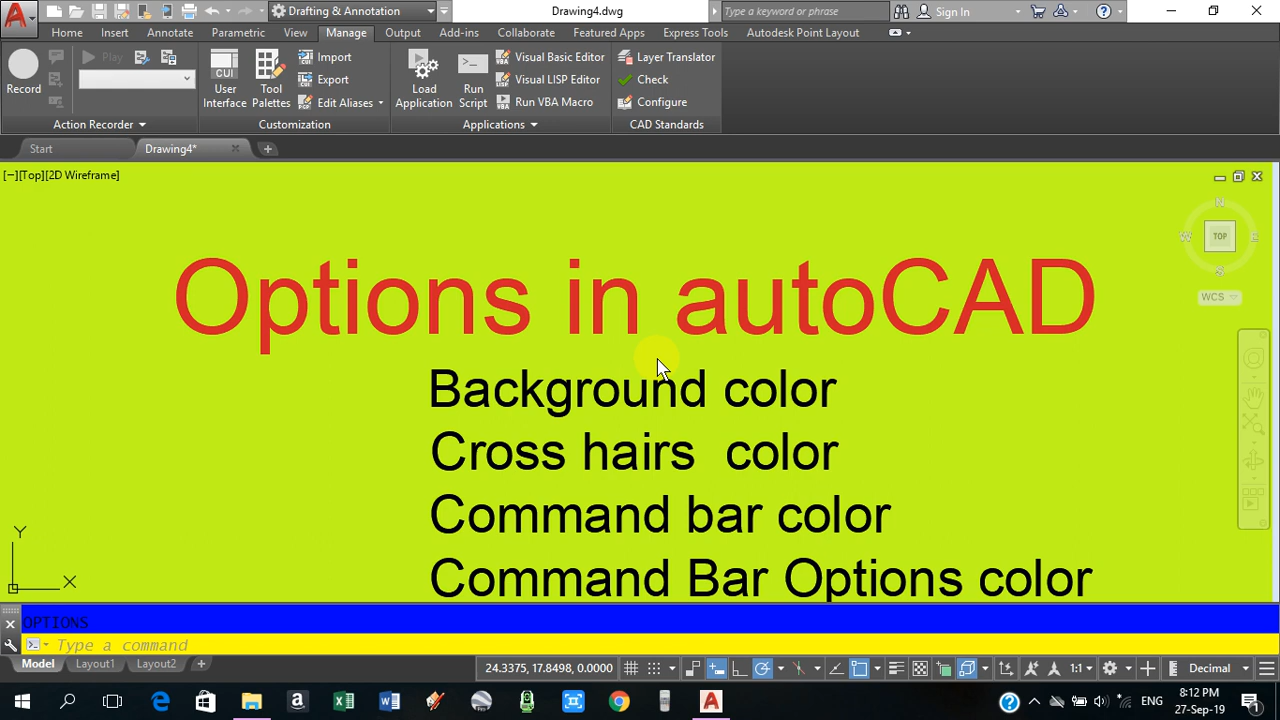 Drafting & Annotation
Drawing4.dwg
Type a keyword or phrase
Sign In
Home Insert Annotate Parametric View Manage Output Add-ins Collaborate Featured Apps Express Tools Autodesk Point Layout
Record
Play
Action Recorder
CUI
User Interface
Tool Palettes
Import
Export
Edit Aliases
Customization
Load Application
Run Script
Visual Basic Editor
Visual LISP Editor
Run VBA Macro
Applications
Layer Translator
Check
Configure
CAD Standards
Start Drawing4*
[−][Top][2D Wireframe]
N
W TOP E
S
WCS
Options in autoCAD
Background color
Cross hairs color
Command bar color
Command Bar Options color
Y
X
OPTIONS
Type a command
Model Layout1 Layout2
24.3375, 17.8498, 0.0000
1:1
Decimal
ENG
8:12 PM
27-Sep-19